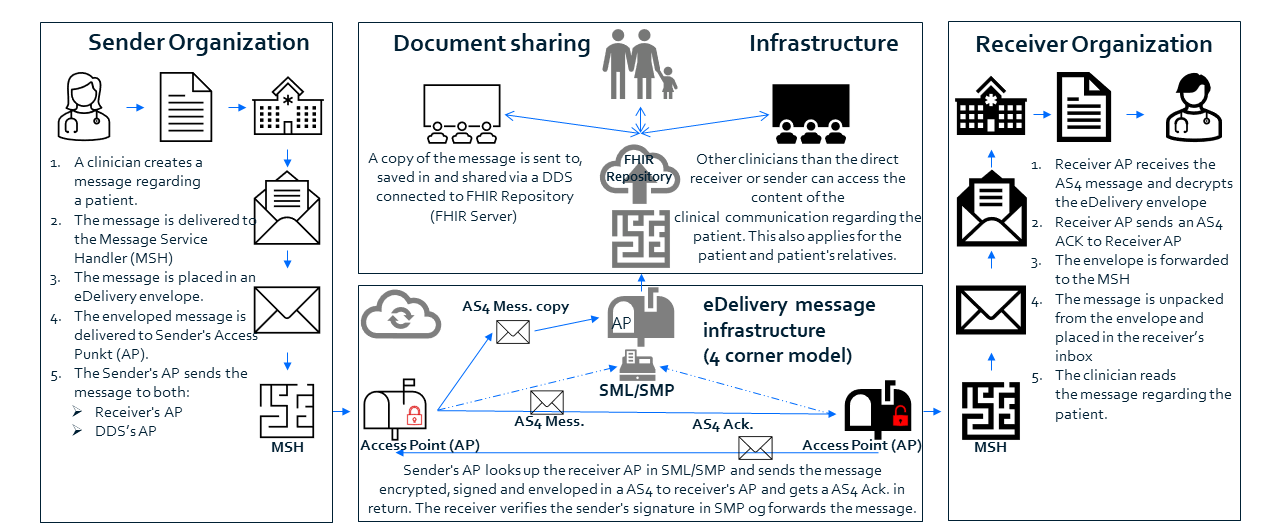 Sender Organization
1. A clinician creates a
message regarding
a patient.
2. The message is delivered to
the Message Service
Handler (MSH)
3. The message is placed in an
eDelivery envelope.
4. The enveloped message is
delivered to Sender's Access
Punkt (AP).
5. The Sender's AP sends the
message to both:
➢ Receiver's AP
➢ DDS's AP
MSH
Document sharing Infrastructure
FHIR
Repository
A copy of the message is sent to,
saved in and shared via a DDS
connected to FHIR Repository
(FHIR Server)
Other clinicians than the direct
receiver or sender can access the
content of the
clinical communication regarding the
patient. This also applies for the
patient and patient's relatives.
AS4 Mess. copy
AP
eDelivery message
infrastructure
(4 corner model)
SML/SMP
AS4 Mess.
AS4 Ack.
Access Point (AP)
Access Point (AP)
Sender's AP looks up the receiver AP in SML/SMP and sends the message
encrypted, signed and enveloped in a AS4 to receiver's AP and gets a AS4 Ack. in
return. The receiver verifies the sender's signature in SMP og forwards the message.
Receiver Organization
1. Receiver AP receives the
AS4 message and decrypts
the eDelivery envelope
2. Receiver AP sends an AS4
ACK to Receiver AP
3. The envelope is forwarded
to the MSH
4. The message is unpacked
from the envelope and
placed in the receiver's
inbox
5. The clinician reads
the message regarding the
patient.
MSH